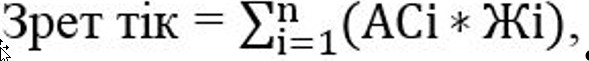 Зрет тік = ∑ⁿᵢ₌₁(АСі * Жі),